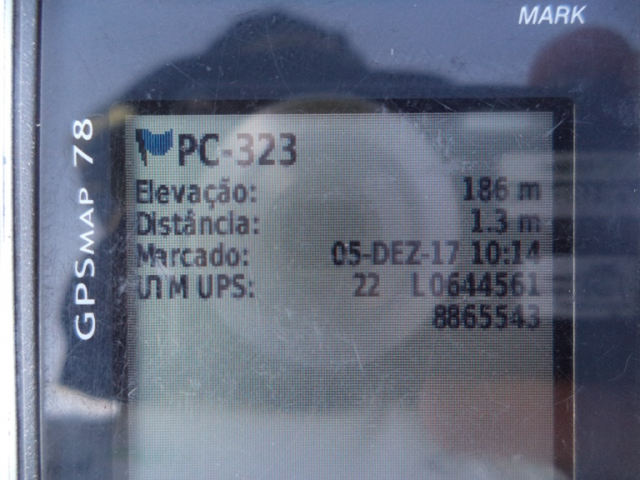 MARK
GPSMAP 78
PC-323
Elevação: 186 m
Distância: 1.3 m
Marcado: 05-DEZ-17 10:14
UTM UPS: 22 L 0644561
8865543